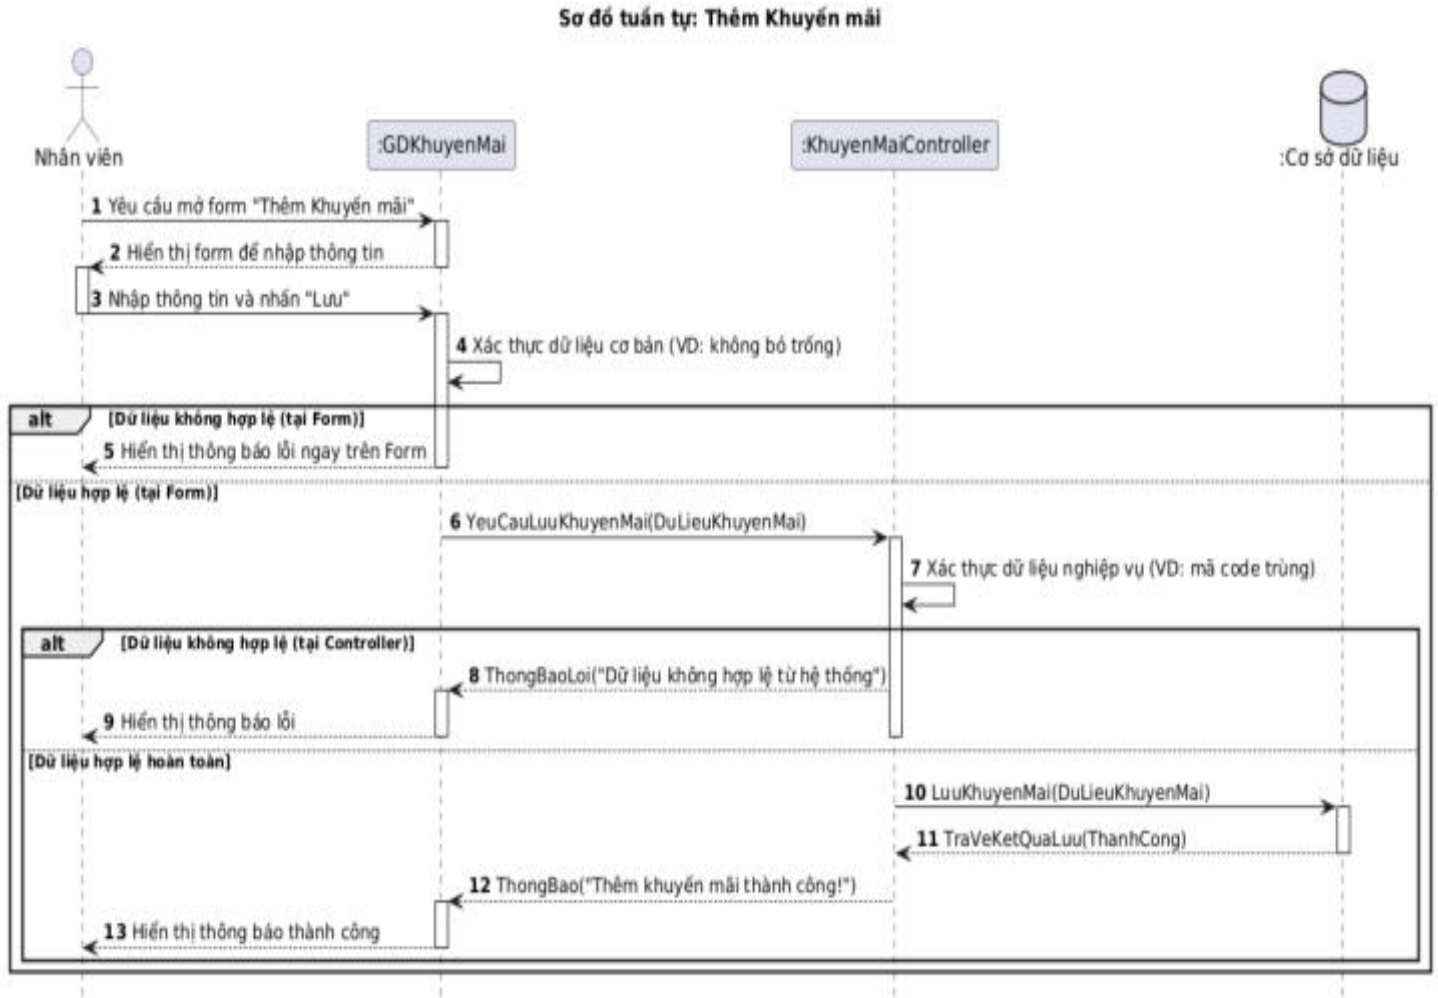 Sơ đồ tuần tự: Thêm Khuyến mãi
Nhân viên
:GDKhuyenMai
:KhuyenMaiController
:Cơ sở dữ liệu
1 Yêu cầu mở form "Thêm Khuyến mãi"
2 Hiển thị form để nhập thông tin
3 Nhập thông tin và nhấn "Lưu"
4 Xác thực dữ liệu cơ bản (VD: không bỏ trống)
alt [Dữ liệu không hợp lệ (tại Form)]
5 Hiển thị thông báo lỗi ngay trên Form
[Dữ liệu hợp lệ (tại Form)]
6 YeuCauLuuKhuyenMai(DuLieuKhuyenMai)
7 Xác thực dữ liệu nghiệp vụ (VD: mã code trùng)
alt [Dữ liệu không hợp lệ (tại Controller)]
8 ThongBaoLoi("Dữ liệu không hợp lệ từ hệ thống")
9 Hiển thị thông báo lỗi
[Dữ liệu hợp lệ hoàn toàn]
10 LuuKhuyenMai(DuLieuKhuyenMai)
11 TraVeKetQuaLuu(ThanhCong)
12 ThongBao("Thêm khuyến mãi thành công!")
13 Hiển thị thông báo thành công